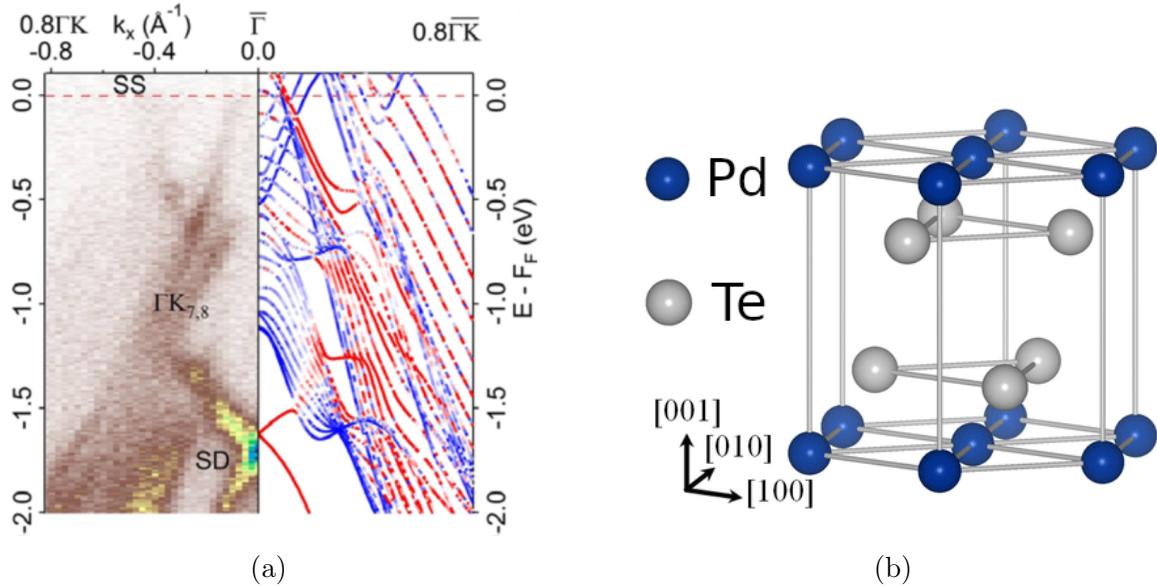 0.8ΓK k_x (Å⁻¹) Γ̅ 0.8Γ̅K̅
-0.8 -0.4 0.0
SS
0.0 0.0
-0.5 -0.5
-1.0 -1.0
ΓK₇,₈
-1.5 -1.5
SD
-2.0 -2.0
E - F_F (eV)
(a)
Pd
Te
[001]
[010]
[100]
(b)